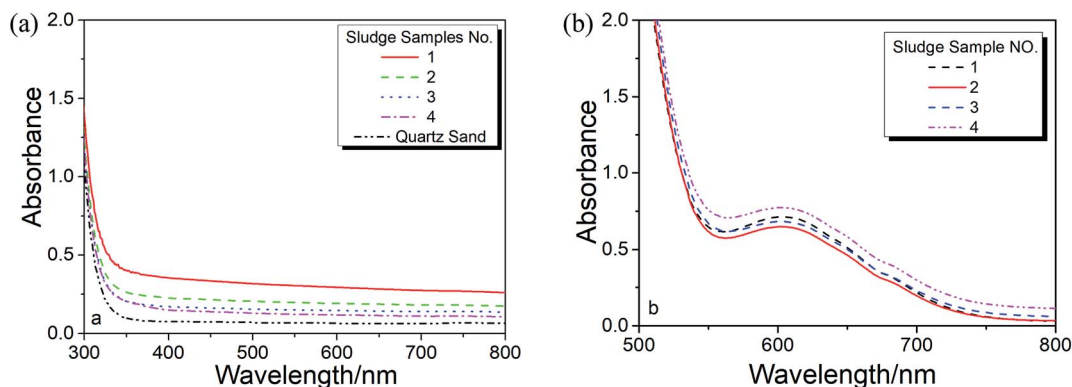 (a)
2.0
1.5
1.0
0.5
0.0
Absorbance
Sludge Samples No.
1
2
3
4
Quartz Sand
a
300 400 500 600 700 800
Wavelength/nm
(b)
2.0
1.5
1.0
0.5
0.0
Absorbance
Sludge Sample NO.
1
2
3
4
b
500 600 700 800
Wavelength/nm